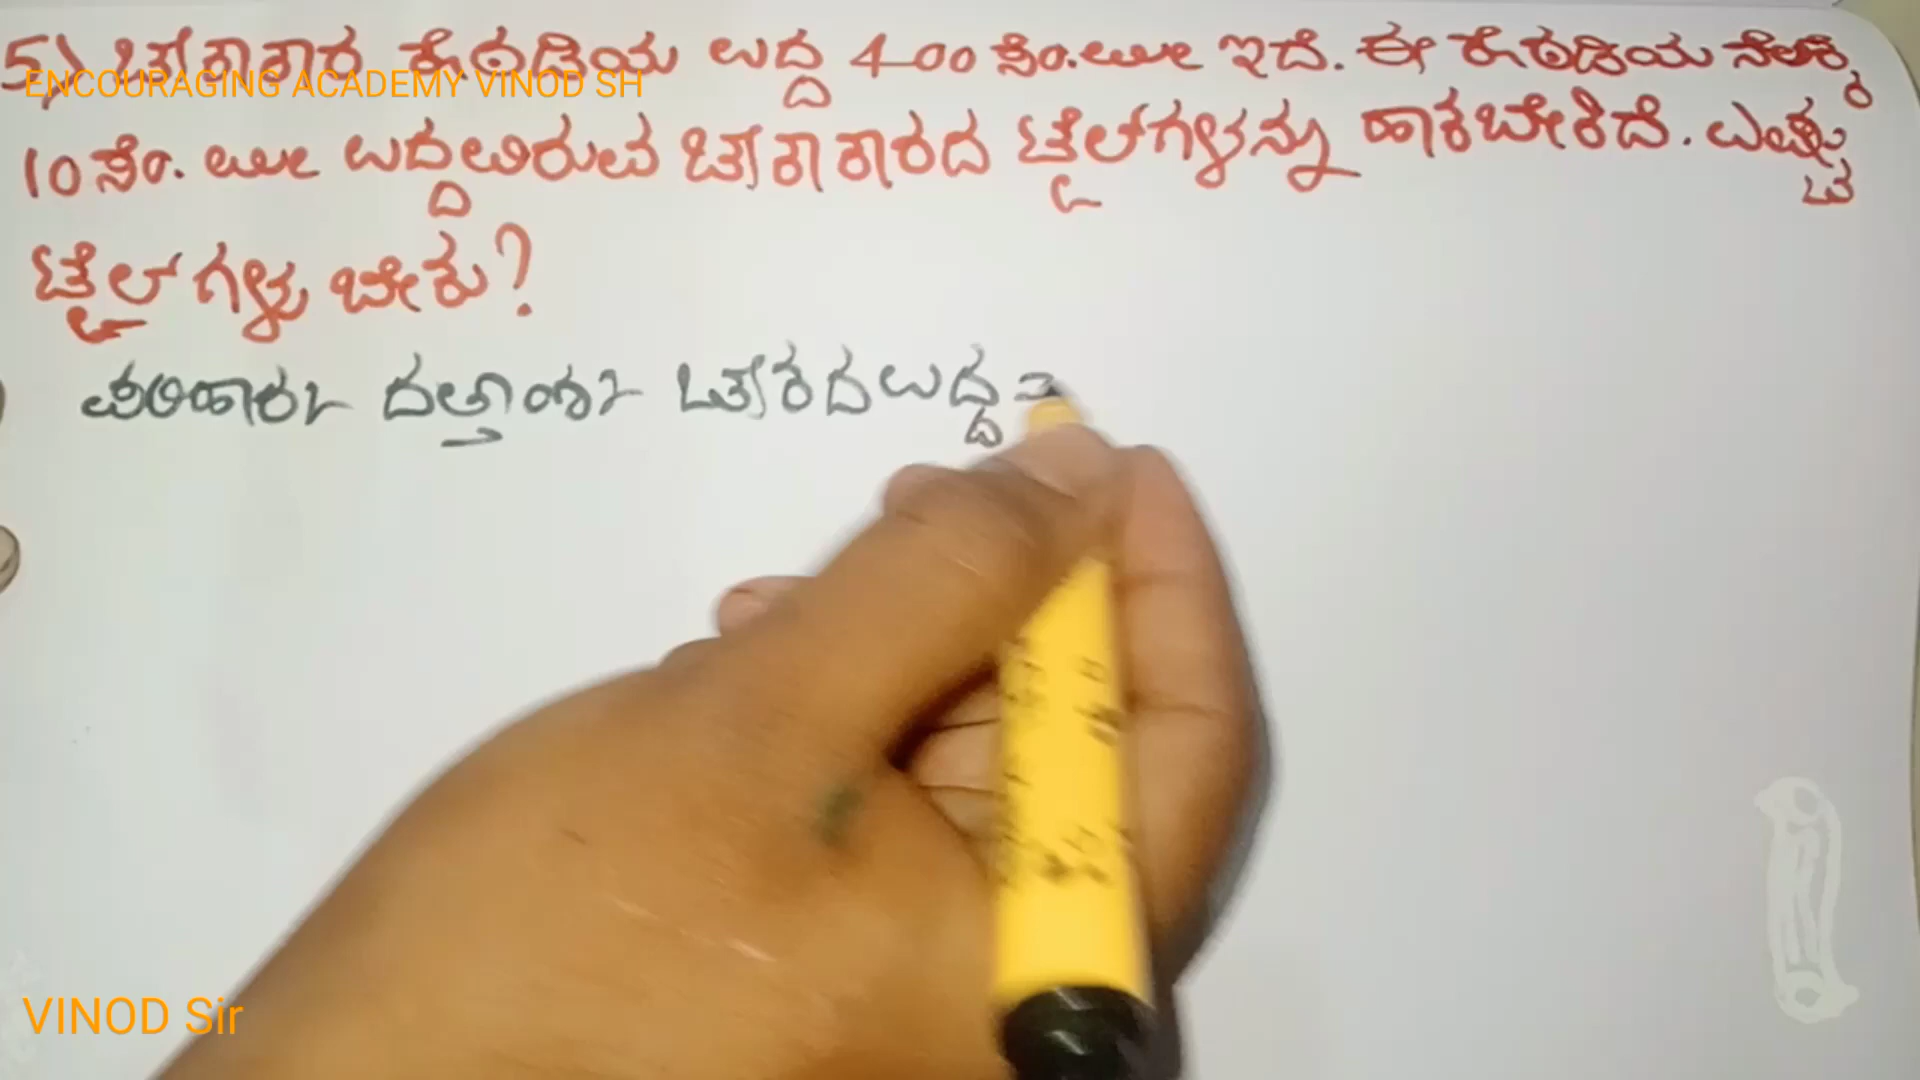 5) ಚೌಕಾಕಾರ ಕೊಠಡಿಯ ಉದ್ದ 400 ಸೆಂ.ಮೀ ಇದೆ. ಈ ಕೊಠಡಿಯ ನೆಲಕ್ಕೆ
ENCOURAGING ACADEMY VINOD SH
10 ಸೆಂ. ಮೀ ಉದ್ದವಿರುವ ಚೌಕಾಕಾರದ ಟೈಲ್‌ಗಳನ್ನು ಹಾಕಬೇಕಿದೆ. ಎಷ್ಟು
ಟೈಲ್ ಗಳು ಬೇಕು?
ಪರಿಹಾರ:- ದತ್ತಾಂಶ:- ಚೌಕದ ಉದ್ದ =
VINOD Sir